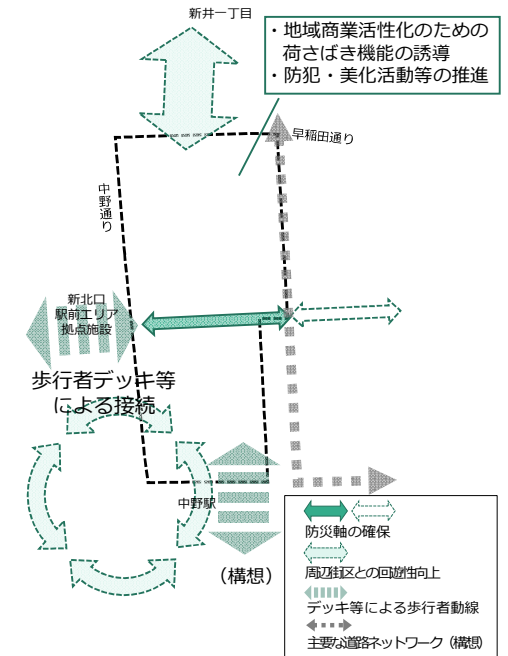 新井一丁目
・地域商業活性化のための
荷さばき機能の誘導
・防犯・美化活動等の推進
早稲田通り
中野通り
新北口
駅前エリア
拠点施設
歩行者デッキ等
による接続
中野駅
（構想）
防災軸の確保
周辺街区との回遊性向上
デッキ等による歩行者動線
主要な道路ネットワーク（構想）